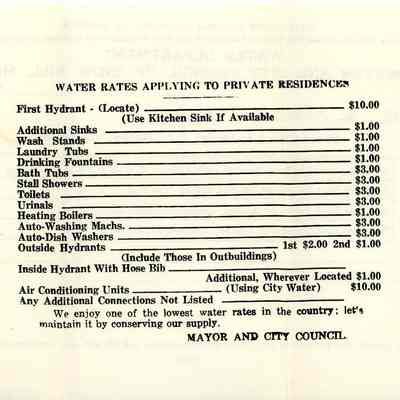 WATER RATES APPLYING TO PRIVATE RESIDENCES
First Hydrant - (Locate) $10.00
(Use Kitchen Sink If Available
Additional Sinks $1.00
Wash Stands $1.00
Laundry Tubs $1.00
Drinking Fountains $1.00
Bath Tubs $3.00
Stall Showers $3.00
Toilets $3.00
Urinals $3.00
Heating Boilers $1.00
Auto-Washing Machs. $3.00
Auto-Dish Washers $3.00
Outside Hydrants 1st $2.00 2nd $1.00
(Include Those In Outbuildings)
Inside Hydrant With Hose Bib
Additional, Wherever Located $1.00
Air Conditioning Units (Using City Water) $10.00
Any Additional Connections Not Listed
We enjoy one of the lowest water rates in the country; let's
maintain it by conserving our supply.
MAYOR AND CITY COUNCIL